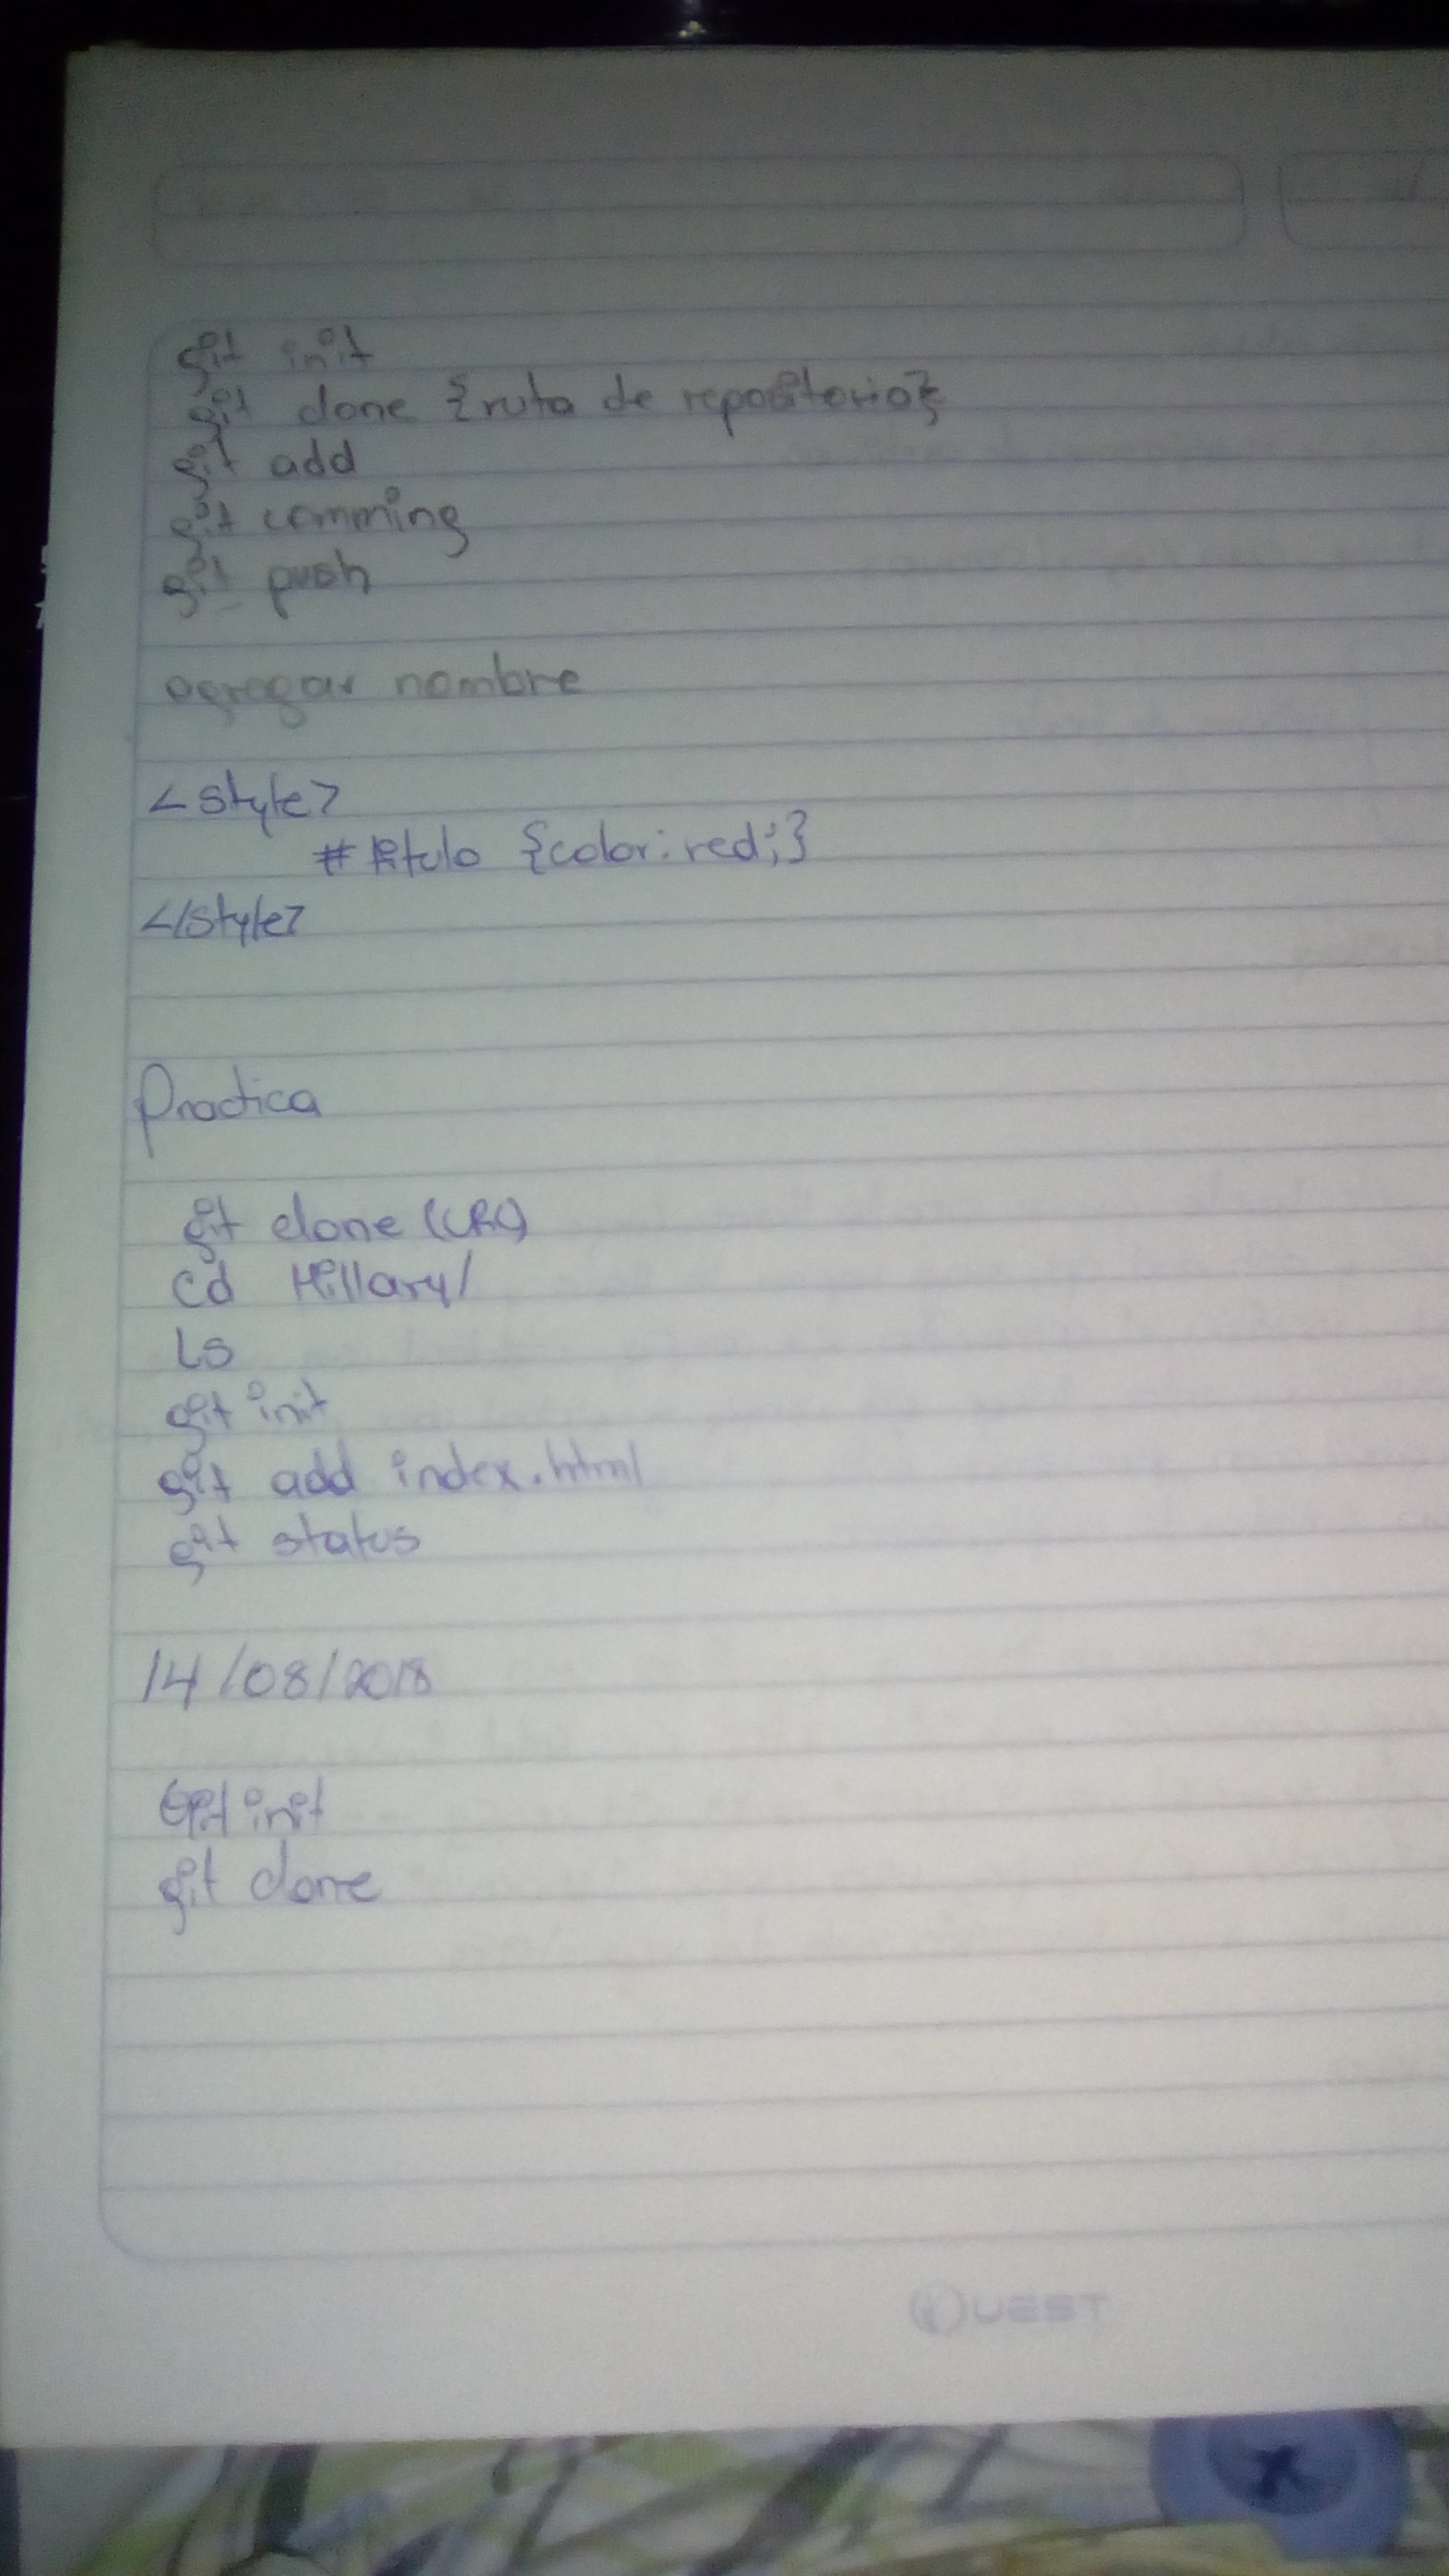 git init
git clone {ruta de repositorio}
git add
git comming
git push
agregar nombre
<style>
# titulo {color:red;}
</style>
Practica
git clone (URL)
cd Hillary/
Ls
git init
git add index.html
git status
14/08/2018
Git init
git clone
QUEST